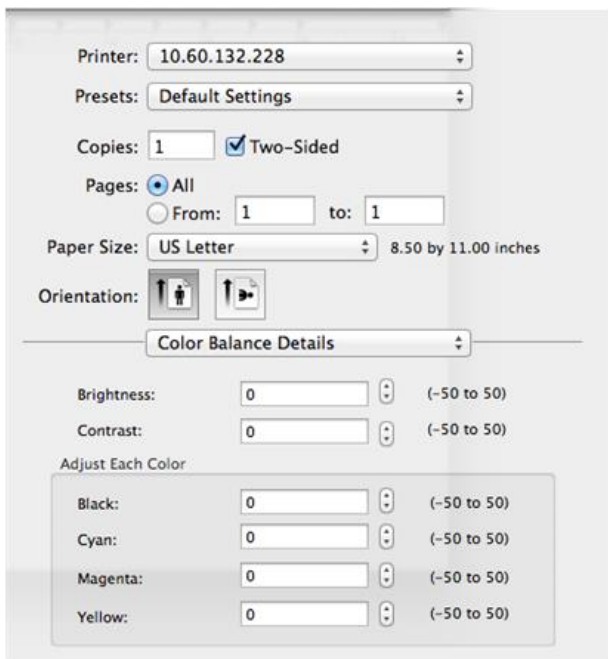 Printer: 10.60.132.228
Presets: Default Settings
Copies: 1 Two-Sided
Pages: All
From: 1 to: 1
Paper Size: US Letter 8.50 by 11.00 inches
Orientation:
Color Balance Details
Brightness: 0 (-50 to 50)
Contrast: 0 (-50 to 50)
Adjust Each Color
Black: 0 (-50 to 50)
Cyan: 0 (-50 to 50)
Magenta: 0 (-50 to 50)
Yellow: 0 (-50 to 50)